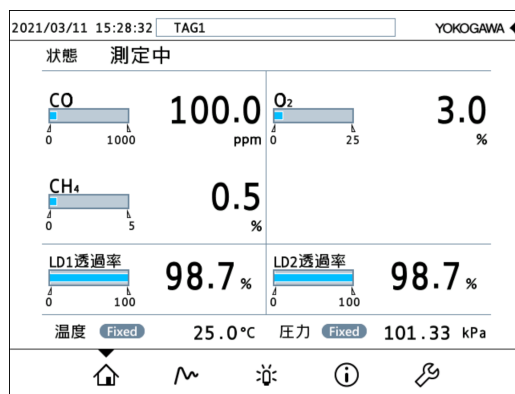 2021/03/11 15:28:32 TAG1 YOKOGAWA
状態 測定中
CO 100.0 ppm
0 1000
O₂ 3.0 %
0 25
CH₄ 0.5 %
0 5
LD1透過率 98.7 %
0 100
LD2透過率 98.7 %
0 100
温度 Fixed 25.0°C 圧力 Fixed 101.33 kPa